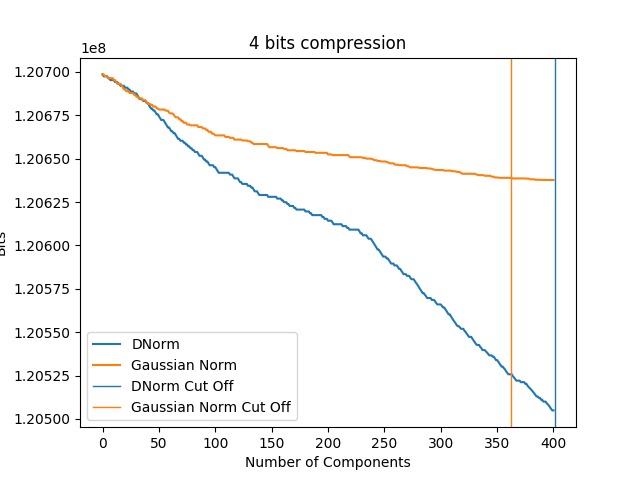 4 bits compression
1e8
1.20700
1.20675
1.20650
1.20625
1.20600
1.20575
1.20550
1.20525
1.20500
Bits
DNorm
Gaussian Norm
DNorm Cut Off
Gaussian Norm Cut Off
0 50 100 150 200 250 300 350 400
Number of Components